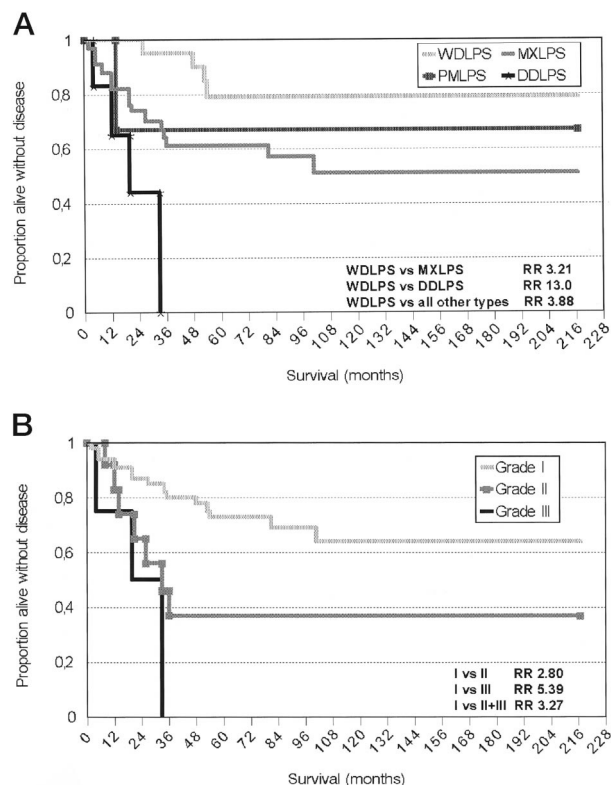 A
Proportion alive without disease
1
0,8
0,6
0,4
0,2
0
WDLPS MXLPS
PMLPS DDLPS
WDLPS vs MXLPS RR 3.21
WDLPS vs DDLPS RR 13.0
WDLPS vs all other types RR 3.88
0 12 24 36 48 60 72 84 96 108 120 132 144 156 168 180 192 204 216 228
Survival (months)
B
Proportion alive without disease
1
0,8
0,6
0,4
0,2
0
Grade I
Grade II
Grade III
I vs II RR 2.80
I vs III RR 5.39
I vs II+III RR 3.27
0 12 24 36 48 60 72 84 96 108 120 132 144 156 168 180 192 204 216 228
Survival (months)